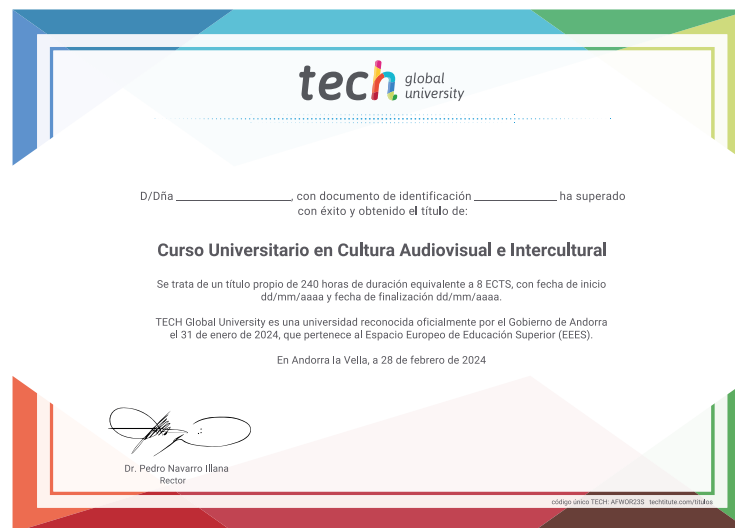 tech global university
D/Dña ______________, con documento de identificación __________ ha superado
con éxito y obtenido el título de:
Curso Universitario en Cultura Audiovisual e Intercultural
Se trata de un título propio de 240 horas de duración equivalente a 8 ECTS, con fecha de inicio
dd/mm/aaaa y fecha de finalización dd/mm/aaaa.
TECH Global University es una universidad reconocida oficialmente por el Gobierno de Andorra
el 31 de enero de 2024, que pertenece al Espacio Europeo de Educación Superior (EEES).
En Andorra la Vella, a 28 de febrero de 2024
Dr. Pedro Navarro Illana
Rector
código único TECH: AFWOR23S techtitute.com/titulos